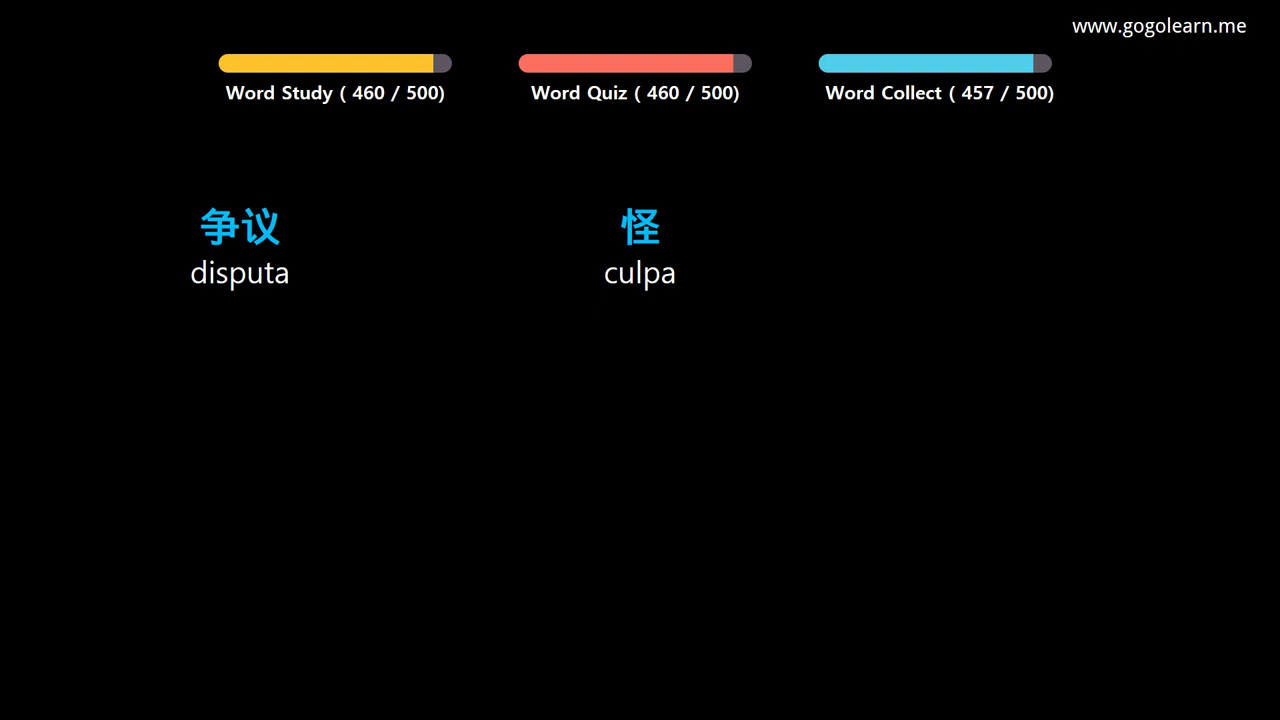 www.gogolearn.me
Word Study ( 460 / 500)
Word Quiz ( 460 / 500)
Word Collect ( 457 / 500)
争议
怪
disputa
culpa